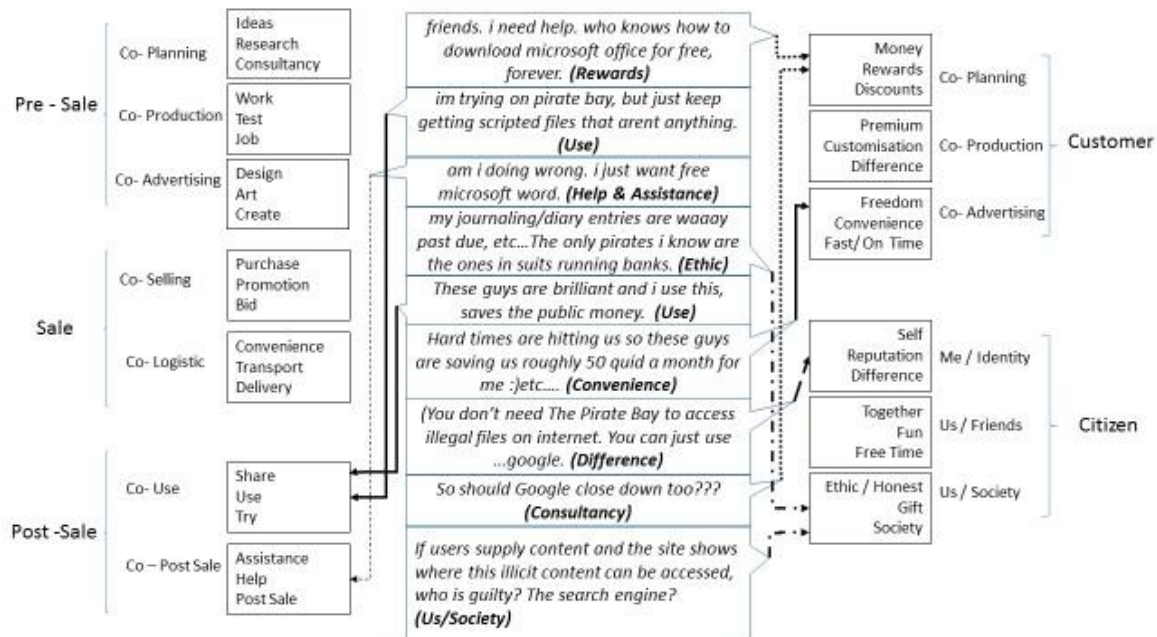 Pre - Sale
Co- Planning
Ideas
Research
Consultancy
Co- Production
Work
Test
Job
Co- Advertising
Design
Art
Create
Sale
Co- Selling
Purchase
Promotion
Bid
Co- Logistic
Convenience
Transport
Delivery
Post -Sale
Co- Use
Share
Use
Try
Co – Post Sale
Assistance
Help
Post Sale
friends. i need help. who knows how to
download microsoft office for free,
forever. (Rewards)
im trying on pirate bay, but just keep
getting scripted files that arent anything.
(Use)
am i doing wrong. i just want free
microsoft word. (Help & Assistance)
my journaling/diary entries are waaay
past due, etc...The only pirates i know are
the ones in suits running banks. (Ethic)
These guys are brilliant and i use this,
saves the public money. (Use)
Hard times are hitting us so these guys
are saving us roughly 50 quid a month for
me :)etc.... (Convenience)
(You don't need The Pirate Bay to access
illegal files on internet. You can just use
...google. (Difference)
So should Google close down too???
(Consultancy)
If users supply content and the site shows
where this illicit content can be accessed,
who is guilty? The search engine?
(Us/Society)
Money
Rewards
Discounts
Co- Planning
Premium
Customisation
Difference
Co- Production
Freedom
Convenience
Fast/ On Time
Co- Advertising
Customer
Self
Reputation
Difference
Me / Identity
Together
Fun
Free Time
Us / Friends
Ethic / Honest
Gift
Society
Us / Society
Citizen